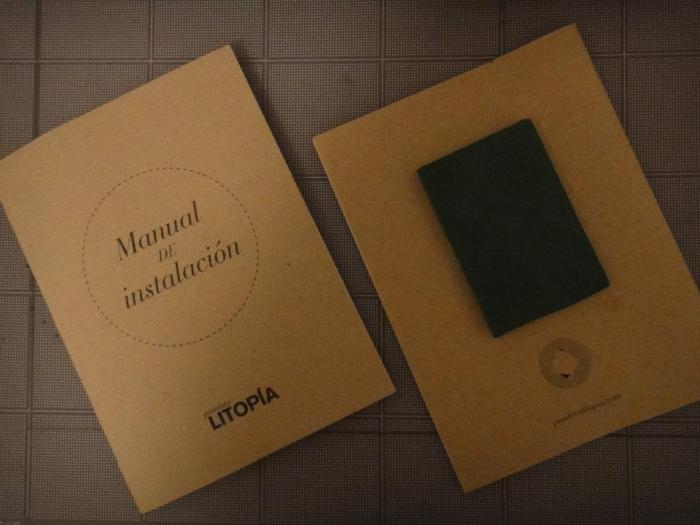 Manual
DE
instalación
LITOPÍA